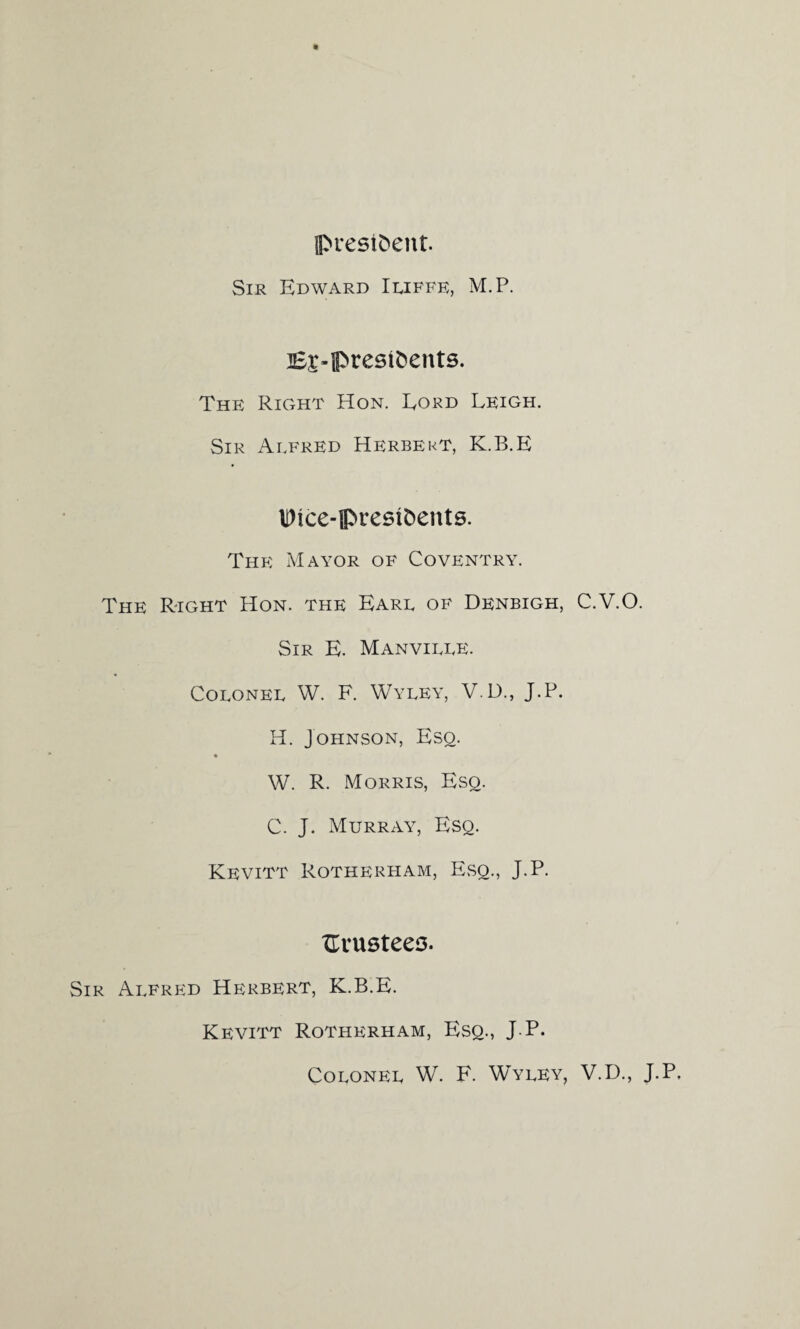 President.
Sir Edward Iliffe, M.P.
Ex-Presidents.
The Right Hon. Lord Leigh.
Sir Alfred Herbert, K.B.E
Vice-Presidents.
The Mayor of Coventry.
The Right Hon. the Earl of Denbigh, C.V.O.
Sir E. Manville.
Colonel W. F. Wyley, V.D., J.P.
H. Johnson, Esq.
W. R. Morris, Esq.
C. J. Murray, Esq.
Kevitt Rotherham, Esq., J.P.
Trustees.
Sir Alfred Herbert, K.B.E.
Kevitt Rotherham, Esq., J.P.
Colonel W. F. Wyley, V.D., J.P.